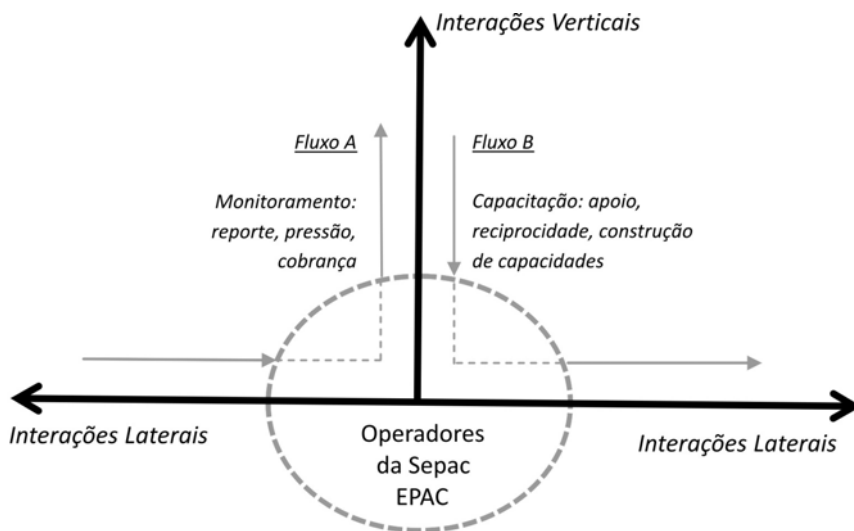 Interações Verticais
Fluxo A
Monitoramento:
reporte, pressão,
cobrança
Fluxo B
Capacitação: apoio,
reciprocidade, construção
de capacidades
Interações Laterais
Operadores
da Sepac
EPAC
Interações Laterais